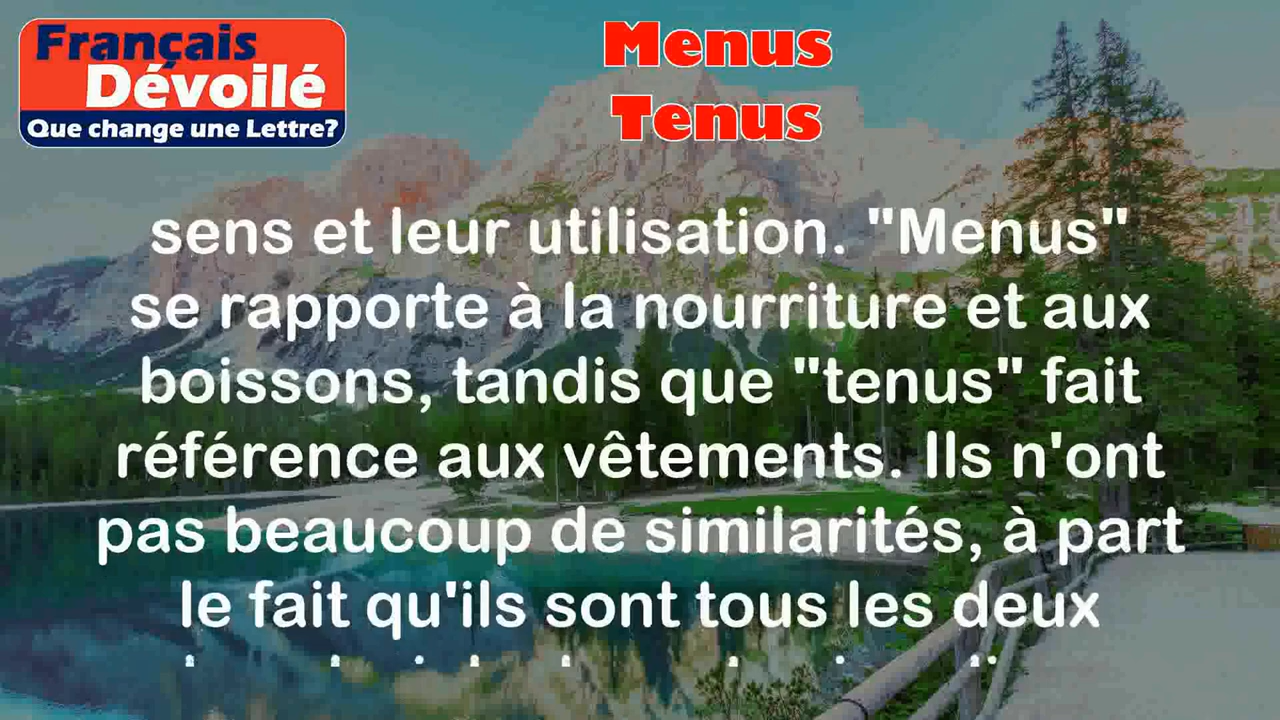 Français
Dévoilé
Que change une Lettre?
Menus
Tenus
sens et leur utilisation. "Menus"
se rapporte à la nourriture et aux
boissons, tandis que "tenus" fait
référence aux vêtements. Ils n'ont
pas beaucoup de similarités, à part
le fait qu'ils sont tous les deux